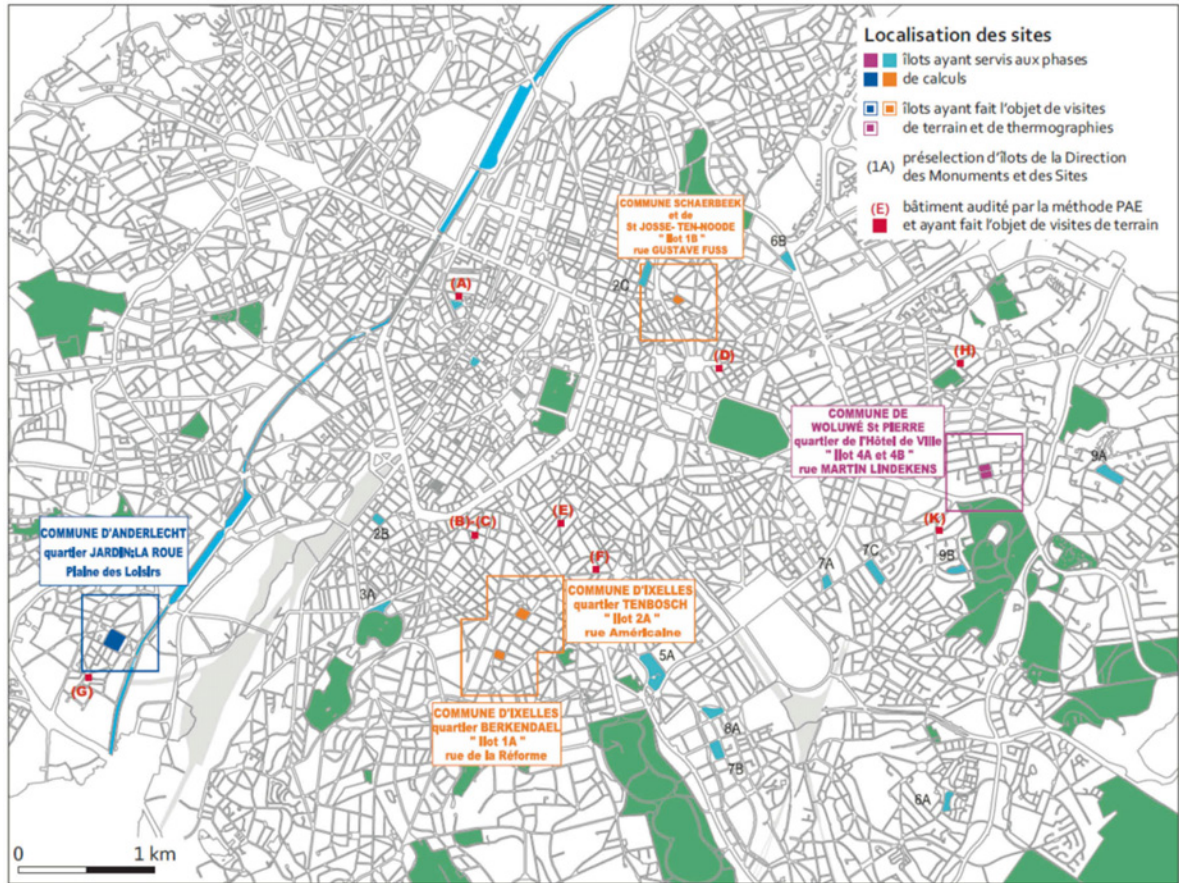 Localisation des sites
îlots ayant servis aux phases
de calculs
îlots ayant fait l'objet de visites
de terrain et de thermographies
(1A) préselection d'îlots de la Direction
des Monuments et des Sites
(E) bâtiment audité par la méthode PAE
et ayant fait l'objet de visites de terrain
COMMUNE SCHAERBEEK
et de
St JOSSE- TEN-NOODE
" îlot 1B "
rue GUSTAVE FUSS
6B
2C
(A)
(D)
(H)
COMMUNE DE
WOLUWÉ St PIERRE
quartier de l'Hôtel de Ville
" îlot 4A et 4B "
rue MARTIN LINDEKENS
9A
COMMUNE D'ANDERLECHT
quartier JARDIN:LA ROUE
Plaine des Loisirs
2B
(B)-(C)
(E)
(K)
(F)
7A
7C
9B
3A
COMMUNE D'IXELLES
quartier TENBOSCH
" îlot 2A "
rue Américaine
5A
(G)
COMMUNE D'IXELLES
quartier BERKENDAEL
" îlot 1A "
rue de la Réforme
8A
7B
6A
0 1 km